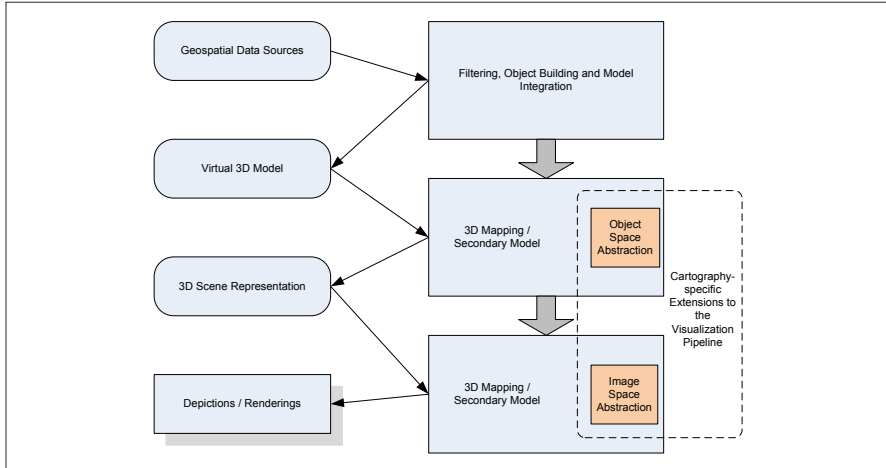 Geospatial Data Sources
Filtering, Object Building and Model
Integration
Virtual 3D Model
3D Mapping /
Secondary Model
Object
Space
Abstraction
Cartography-
specific
Extensions to
the
Visualization
Pipeline
3D Scene Representation
3D Mapping /
Secondary Model
Image
Space
Abstraction
Depictions / Renderings